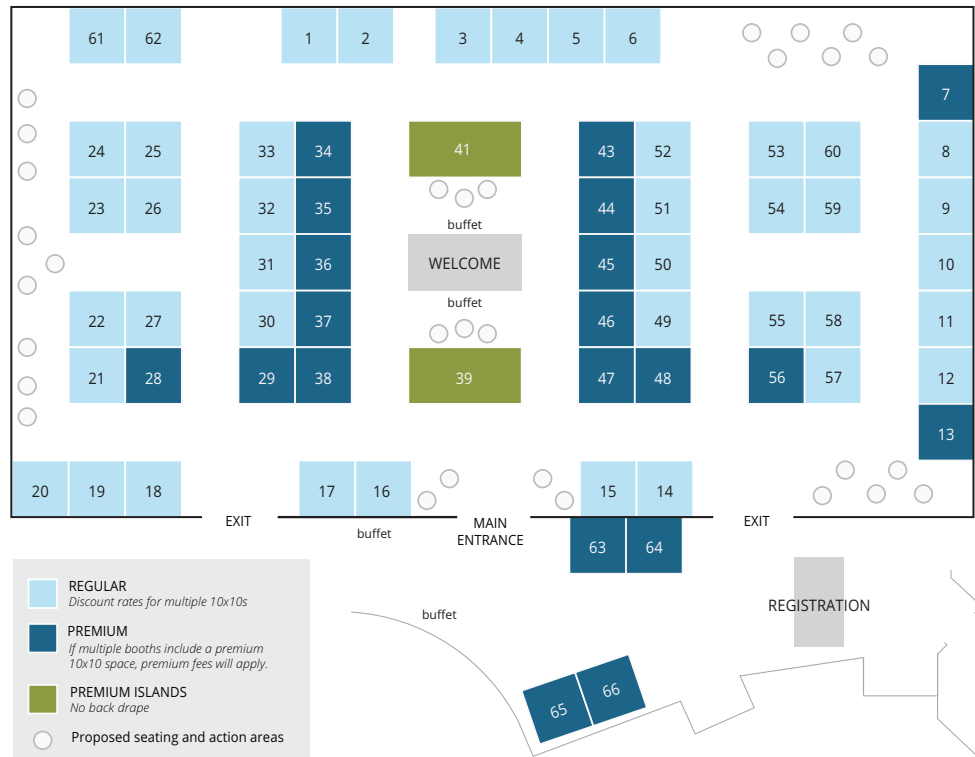 61 62 1 2 3 4 5 6
7
24 25 33 34 41 43 52 53 60 8
23 26 32 35 44 51 54 59 9
buffet
31 36 WELCOME 45 50 10
buffet
22 27 30 37 46 49 55 58 11
21 28 29 38 39 47 48 56 57 12
13
20 19 18 17 16 15 14
EXIT
buffet
MAIN
ENTRANCE
EXIT
63 64
REGULAR
Discount rates for multiple 10x10s
PREMIUM
If multiple booths include a premium
10x10 space, premium fees will apply.
PREMIUM ISLANDS
No back drape
Proposed seating and action areas
buffet
REGISTRATION
65 66